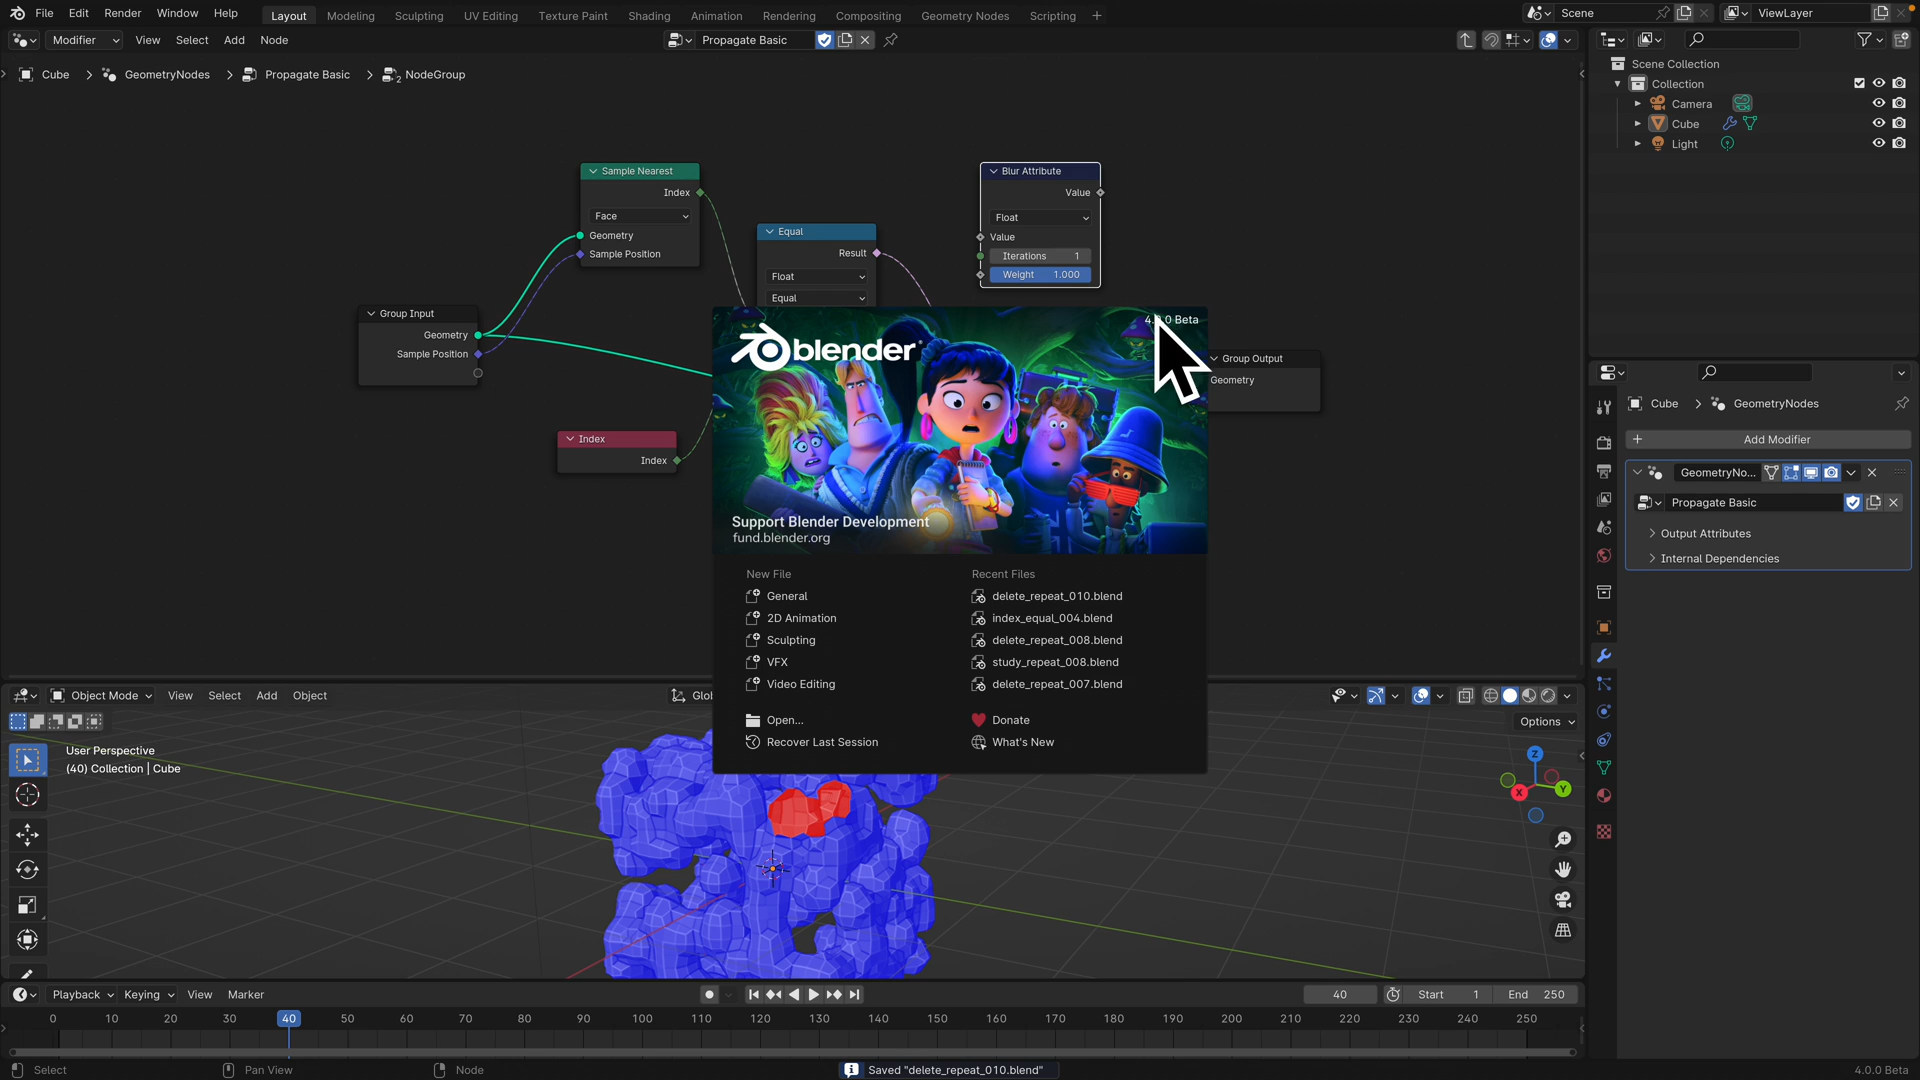 File Edit Render Window Help Layout Modeling Sculpting UV Editing Texture Paint Shading Animation Rendering Compositing Geometry Nodes Scripting Scene ViewLayer
Modifier View Select Add Node Propagate Basic
Cube GeometryNodes Propagate Basic 2 NodeGroup
Sample Nearest
Index
Face
Geometry
Sample Position
Equal
Result
Float
Equal
Blur Attribute
Value
Float
Value
Iterations 1
Weight 1.000
Group Input
Geometry
Sample Position
Index
Index
Group Output
Geometry
blender
Support Blender Development
fund.blender.org
New File
General
2D Animation
Sculpting
VFX
Video Editing
Open...
Recover Last Session
Recent Files
delete_repeat_010.blend
index_equal_004.blend
delete_repeat_008.blend
study_repeat_008.blend
delete_repeat_007.blend
Donate
What's New
Scene Collection
Collection
Camera
Cube
Light
Cube GeometryNodes
Add Modifier
GeometryNo...
Propagate Basic
Output Attributes
Internal Dependencies
Object Mode View Select Add Object
Options
User Perspective
(40) Collection | Cube
Z
X Y
Playback Keying View Marker 40 Start 1 End 250
0 10 20 30 40 50 60 70 80 90 100 110 120 130 140 150 160 170 180 190 200 210 220 230 240 250
Select Pan View Node Saved "delete_repeat_010.blend" 4.0.0 Beta